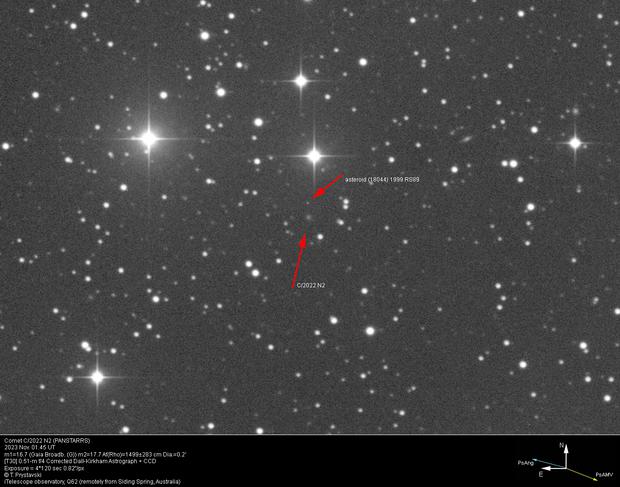 asteroid (18044) 1999 RS89
C/2022 N2
Comet C/2022 N2 (PANSTARRS)
2023 Nov. 01.45 UT
m1=16.7 (Gaia Broadb. (G)) m2=17.7 Af(Rho)=1499±283 cm Dia.=0.2'
[T30] 0.51-m f/4 Corrected Dall-Kirkham Astrograph + CCD
Exposure = 4*120 sec 0.82"/px
© T. Prystavski
iTelescope observatory, Q62 (remotely from Siding Spring, Australia)
N
PsAng
E
PsAMV